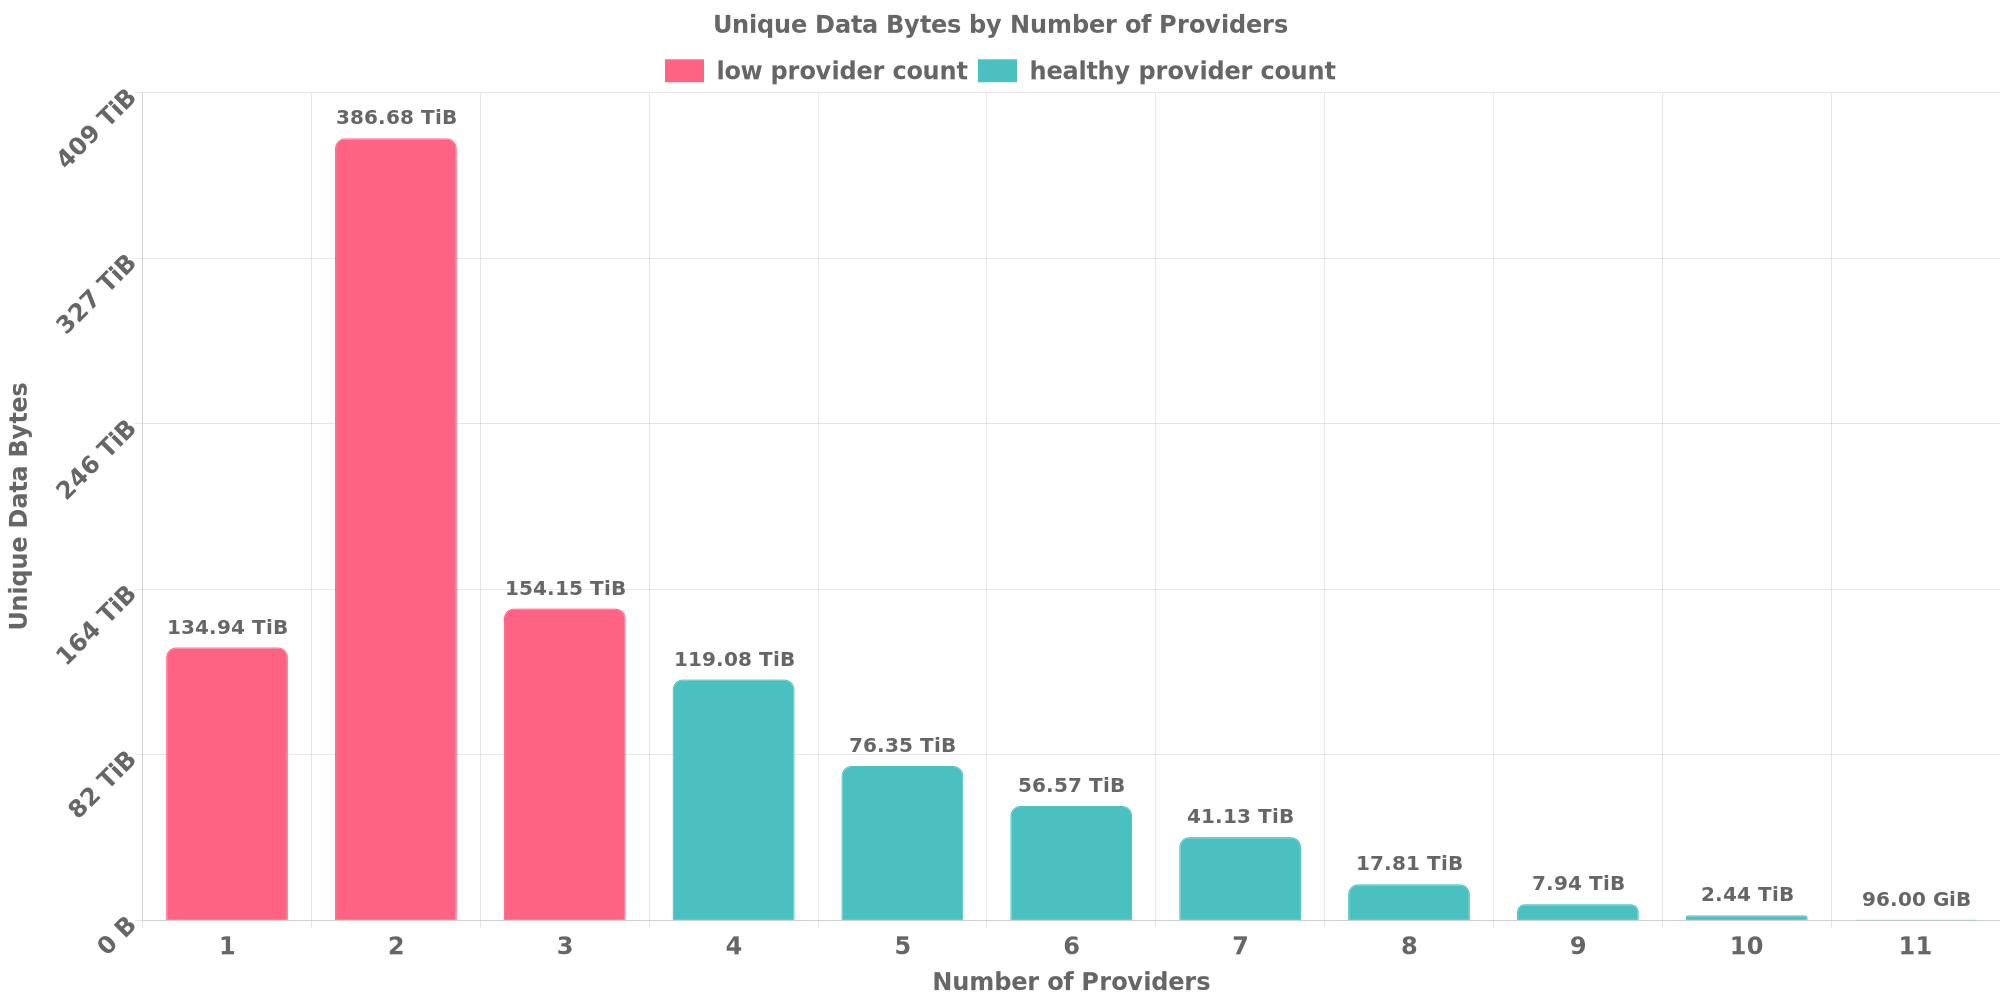 Unique Data Bytes by Number of Providers
low provider count healthy provider count
409 TiB
327 TiB
246 TiB
164 TiB
82 TiB
0 B
Unique Data Bytes
134.94 TiB
386.68 TiB
154.15 TiB
119.08 TiB
76.35 TiB
56.57 TiB
41.13 TiB
17.81 TiB
7.94 TiB
2.44 TiB
96.00 GiB
1 2 3 4 5 6 7 8 9 10 11
Number of Providers